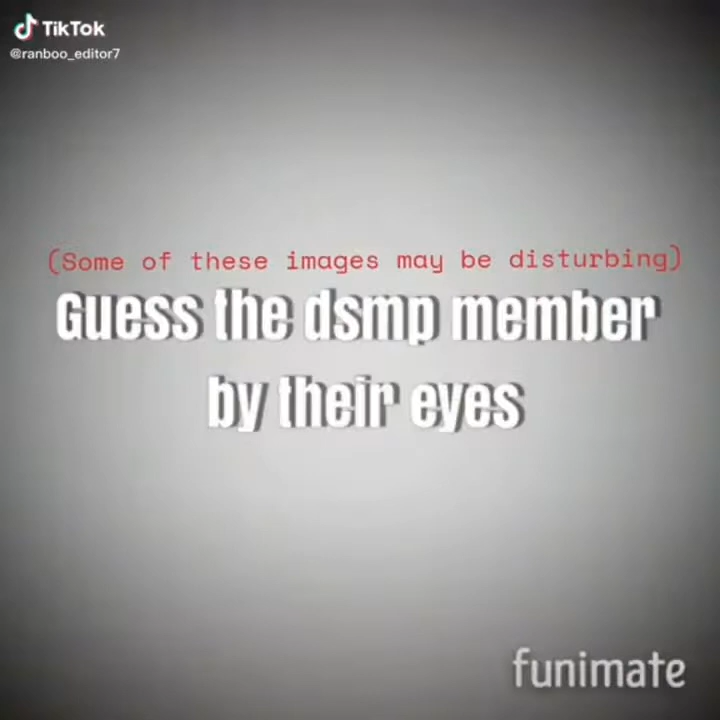 TikTok
@ranboo_editor7
(Some of these images may be disturbing)
Guess the dsmp member
by their eyes
funimate